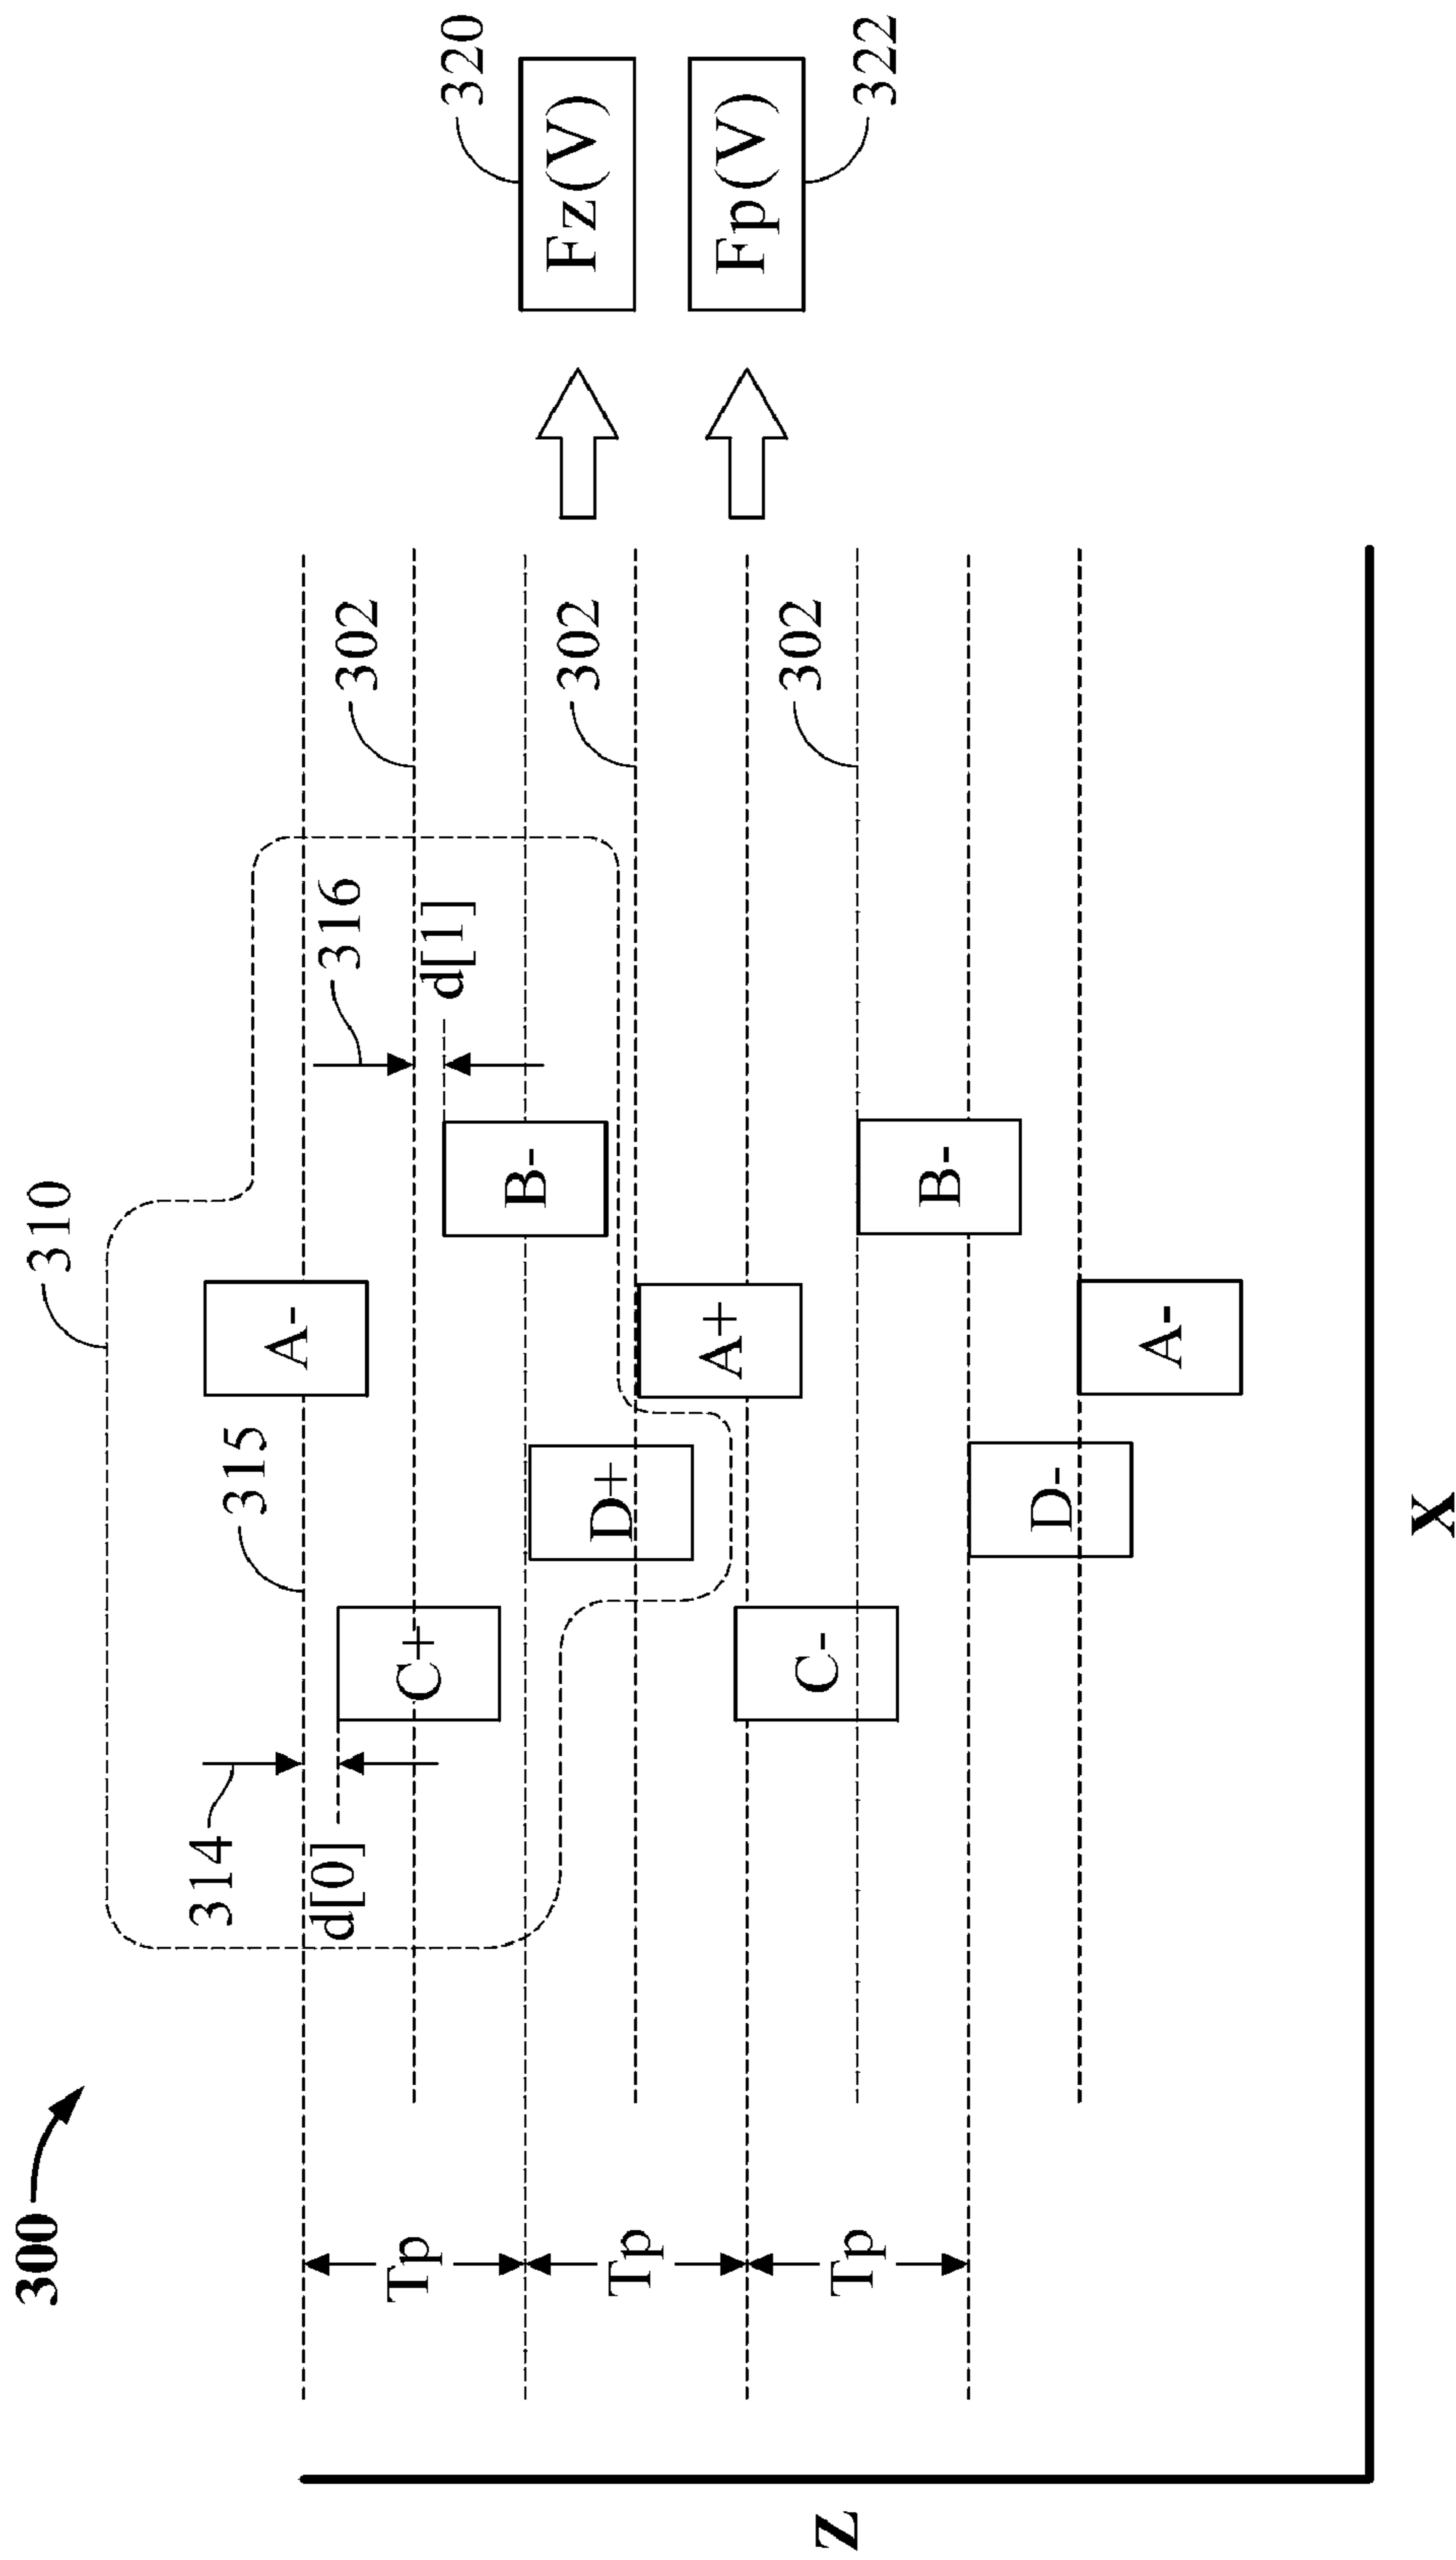 300
310
314
315
A-
d[0]
316
302
Tp
C+
d[1]
320
B-
302
Fz(V)
Tp
D+
A+
Fp(V)
302
Z
Tp
C-
322
B-
D-
A-
X